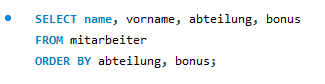 SELECT name, vorname, abteilung, bonus
FROM mitarbeiter
ORDER BY abteilung, bonus;